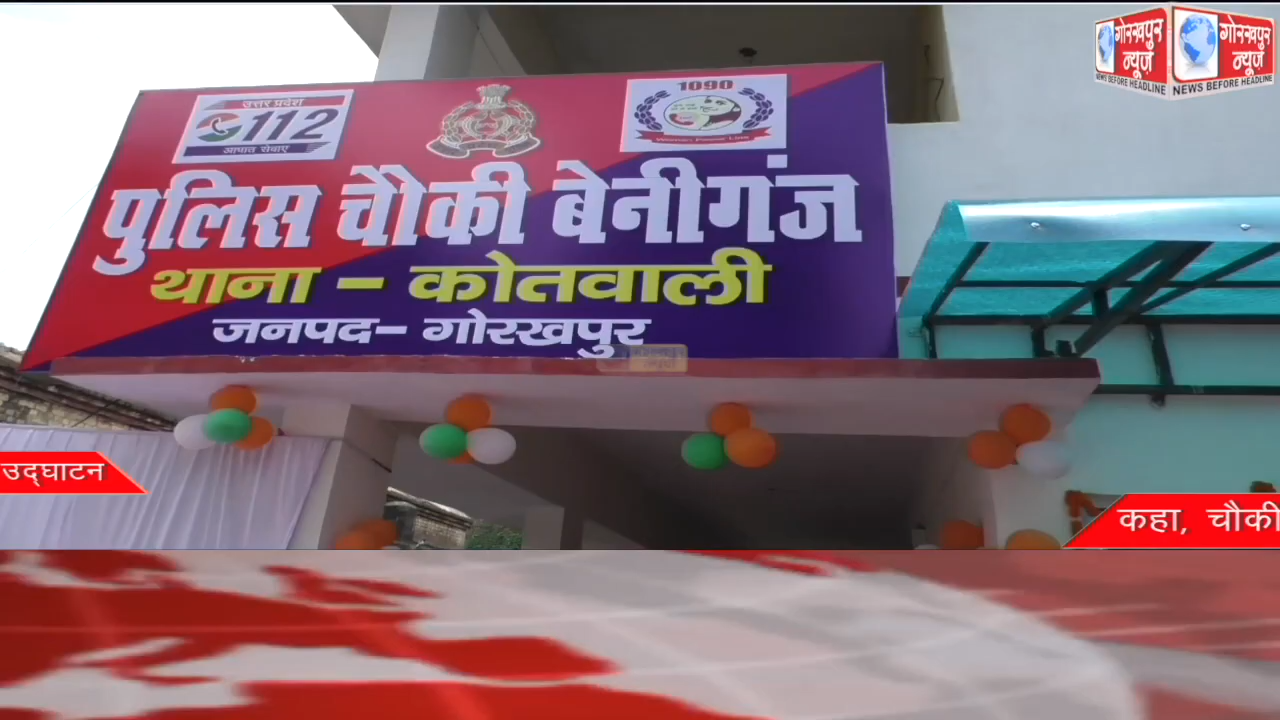 गोरखपुर न्यूज़ गोरखपुर न्यूज़
NEWS BEFORE HEADLINE NEWS BEFORE HEADLINE
उत्तर प्रदेश
112
आपात सेवाएं
1090
Women Power Line
पुलिस चौकी बेनीगंज
थाना – कोतवाली
जनपद– गोरखपुर
उद्घाटन
कहा, चौकी